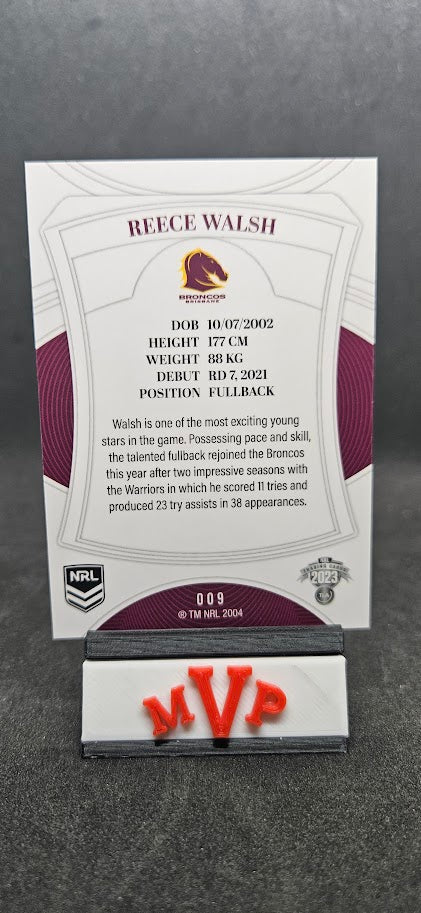 REECE WALSH
BRONCOS
BRISBANE
DOB 10/07/2002
HEIGHT 177 CM
WEIGHT 88 KG
DEBUT RD 7, 2021
POSITION FULLBACK
Walsh is one of the most exciting young
stars in the game. Possessing pace and skill,
the talented fullback rejoined the Broncos
this year after two impressive seasons with
the Warriors in which he scored 11 tries and
produced 23 try assists in 38 appearances.
NRL
TRADING CARDS
2023
009
® TM NRL 2004
MVP